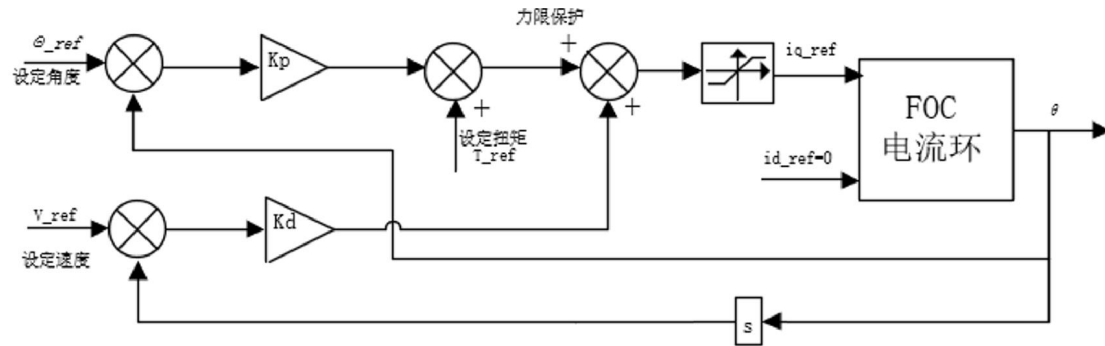 力限保护
Θ_ref
设定角度
Kp
+
+
iq_ref
+
+
设定扭矩
T_ref
FOC
电流环
θ
id_ref=0
V_ref
设定速度
Kd
s